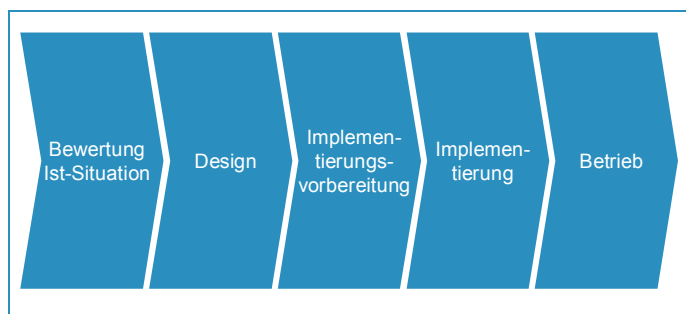 Bewertung
Ist-Situation
Design
Implemen-
tierungs-
vorbereitung
Implemen-
tierung
Betrieb